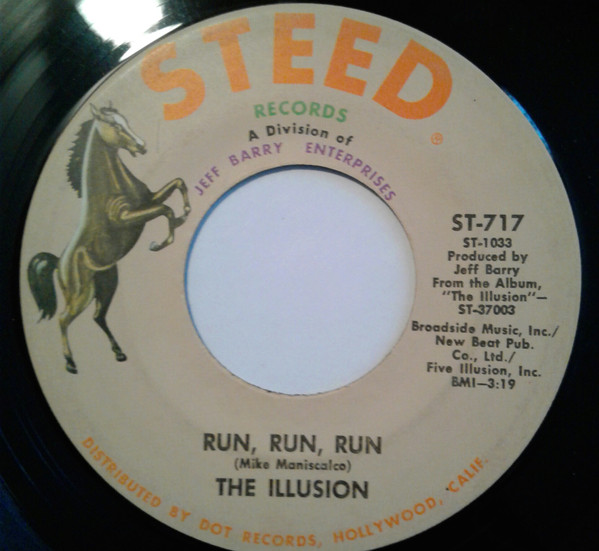 STEED
®
RECORDS
A Division of
JEFF BARRY ENTERPRISES
ST-717
ST-1033
Produced by
Jeff Barry
From the Album,
"The Illusion"—
ST-37003
Broadside Music, Inc./
New Beat Pub.
Co., Ltd./
Five Illusion, Inc.
BMI—3:19
RUN, RUN, RUN
(Mike Maniscalco)
THE ILLUSION
DISTRIBUTED BY DOT RECORDS, HOLLYWOOD, CALIF.